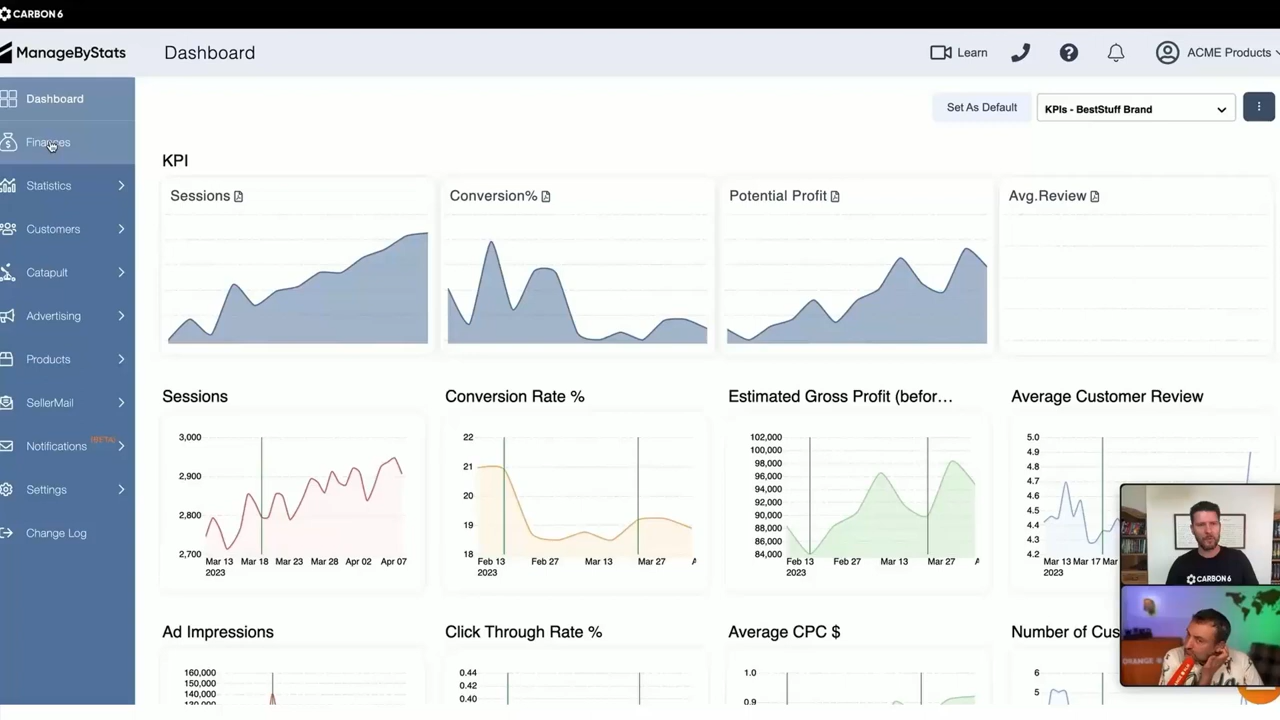 CARBON 6
ManageByStats
Dashboard
Learn
ACME Products
Dashboard
Finances
Statistics
Customers
Catapult
Advertising
Products
SellerMail
Notifications (BETA)
Settings
Change Log
Set As Default
KPIs - BestStuff Brand
KPI
Sessions
Conversion%
Potential Profit
Avg.Review
Sessions
3,000
2,900
2,800
2,700
Mar 13 Mar 18 Mar 23 Mar 28 Apr 02 Apr 07
2023
Conversion Rate %
22
21
20
19
18
Feb 13 Feb 27 Mar 13 Mar 27 A
2023
Estimated Gross Profit (befor…
102,000
100,000
98,000
96,000
94,000
92,000
90,000
88,000
86,000
84,000
Feb 13 Feb 27 Mar 13 Mar 27
2023
Average Customer Review
5.0
4.9
4.8
4.7
4.6
4.5
4.4
4.3
4.2
Mar 13 Mar 17 Mar
2023
CARBON 6
Ad Impressions
160,000
150,000
140,000
Click Through Rate %
0.44
0.42
0.40
Average CPC $
1.0
0.9
Number of Cus
6
5